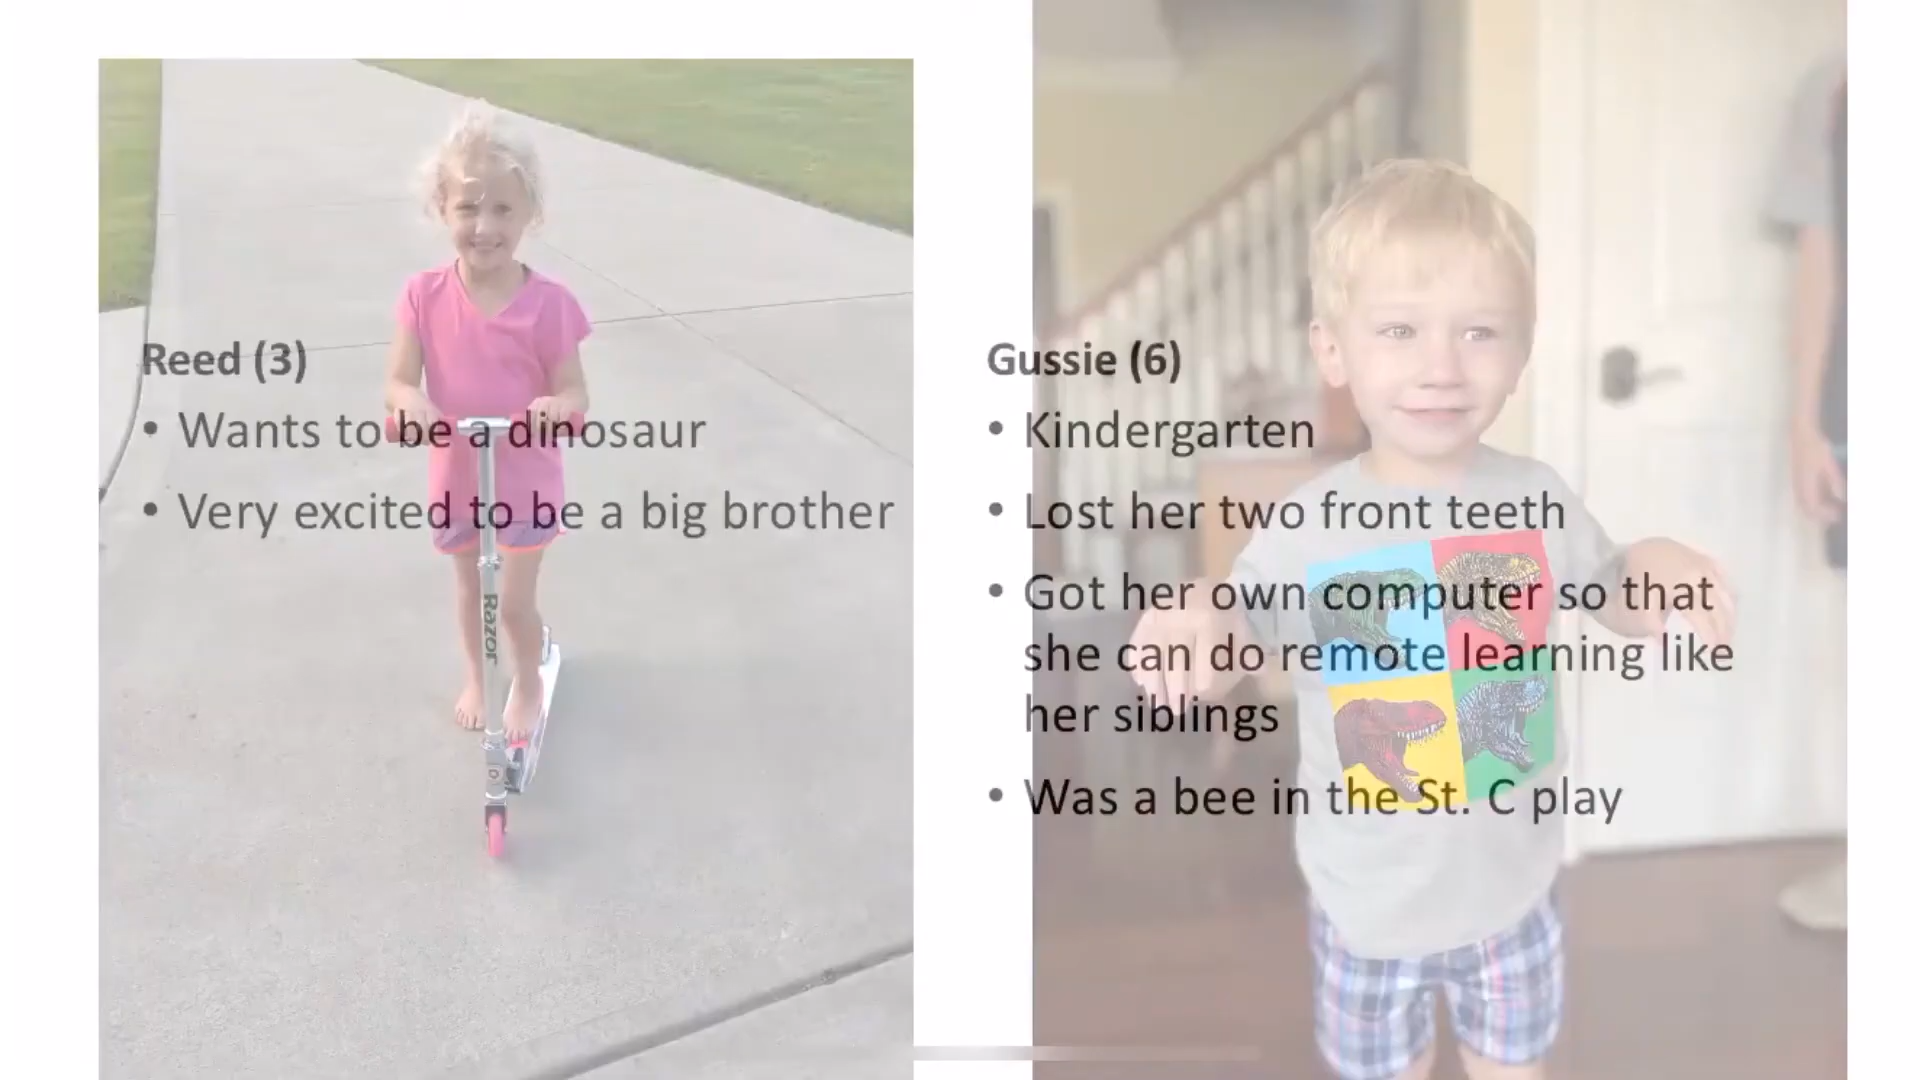 Reed (3)
• Wants to be a dinosaur
• Very excited to be a big brother
Gussie (6)
• Kindergarten
• Lost her two front teeth
• Got her own computer so that
she can do remote learning like
her siblings
• Was a bee in the St. C play
Razor